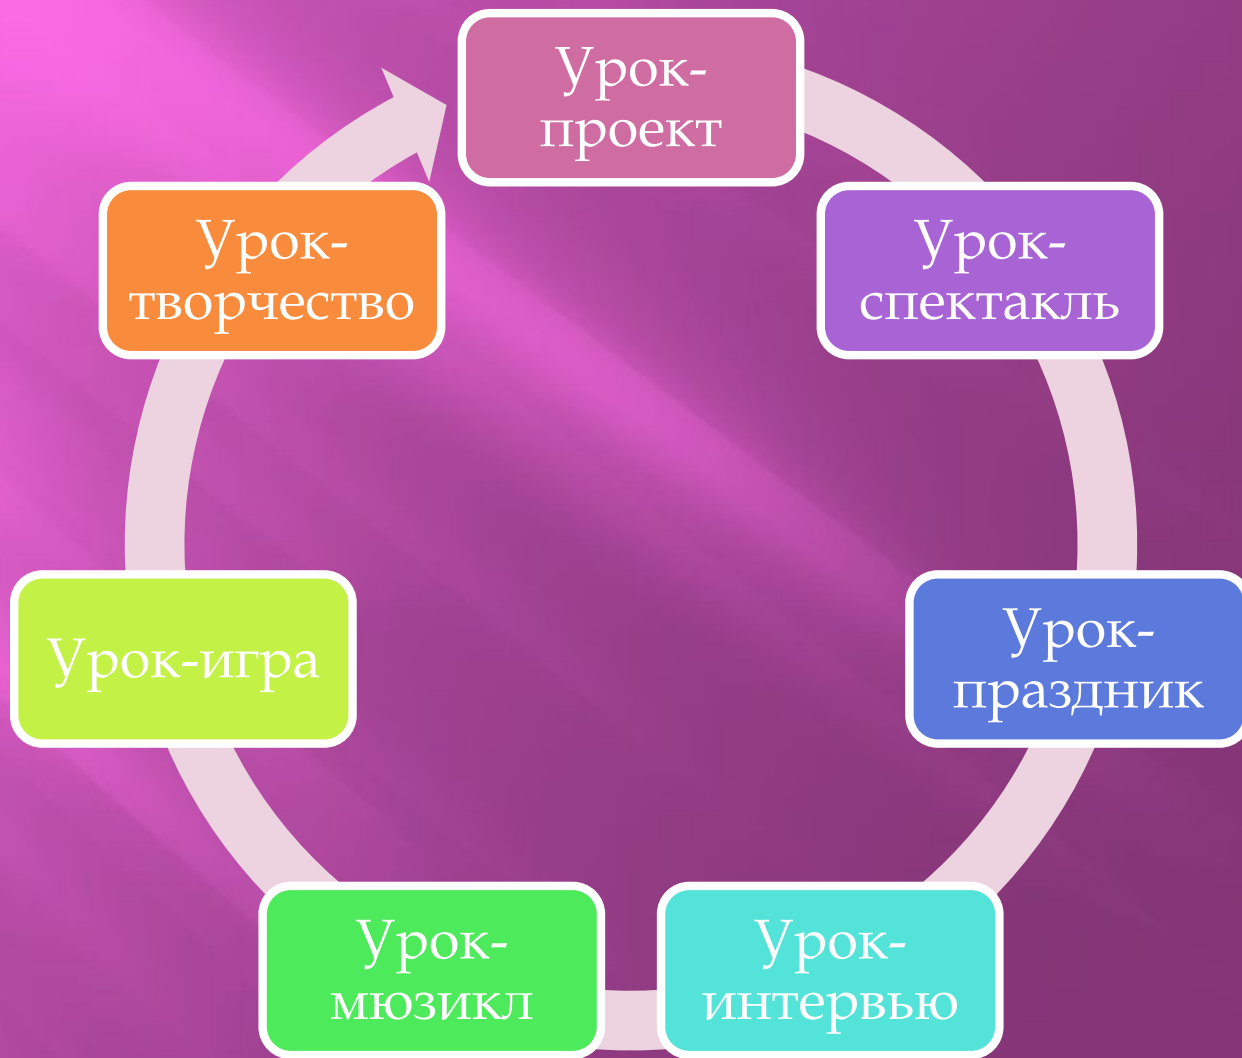 Урок-
проект
Урок-
спектакль
Урок-
праздник
Урок-
интервью
Урок-
мюзикл
Урок-игра
Урок-
творчество